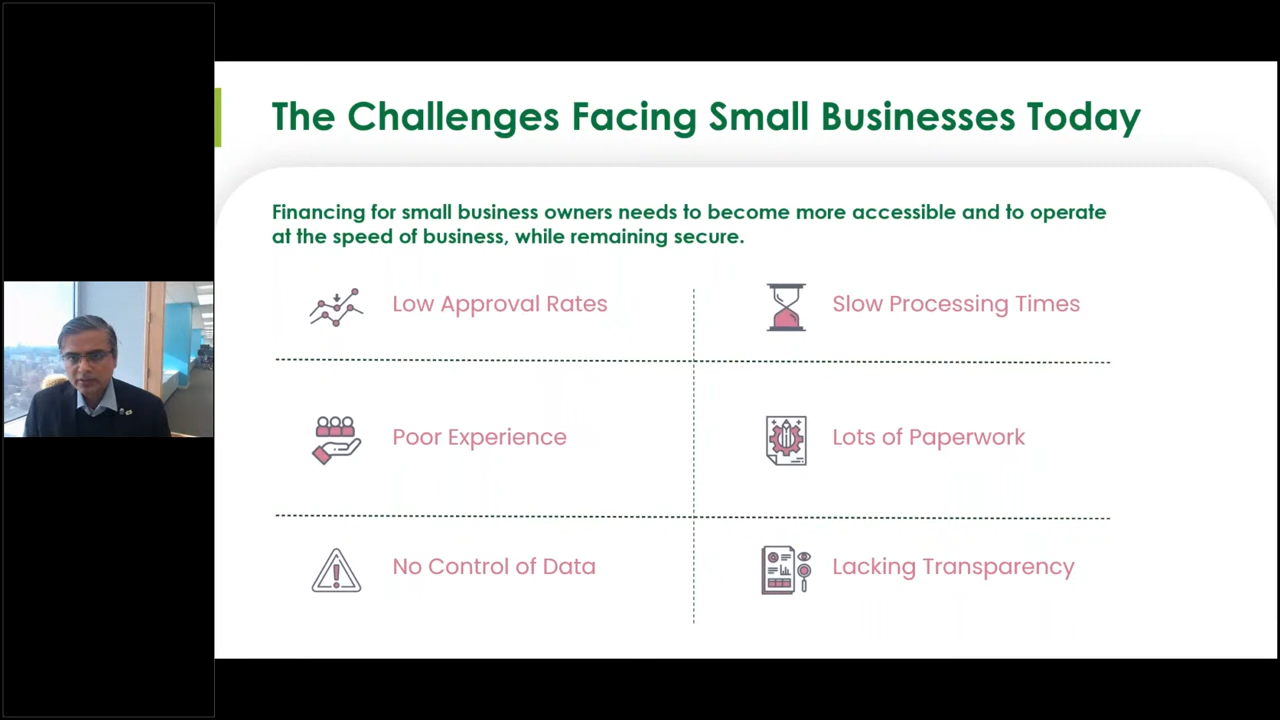 The Challenges Facing Small Businesses Today
Financing for small business owners needs to become more accessible and to operate
at the speed of business, while remaining secure.
Low Approval Rates
Slow Processing Times
Poor Experience
Lots of Paperwork
No Control of Data
Lacking Transparency